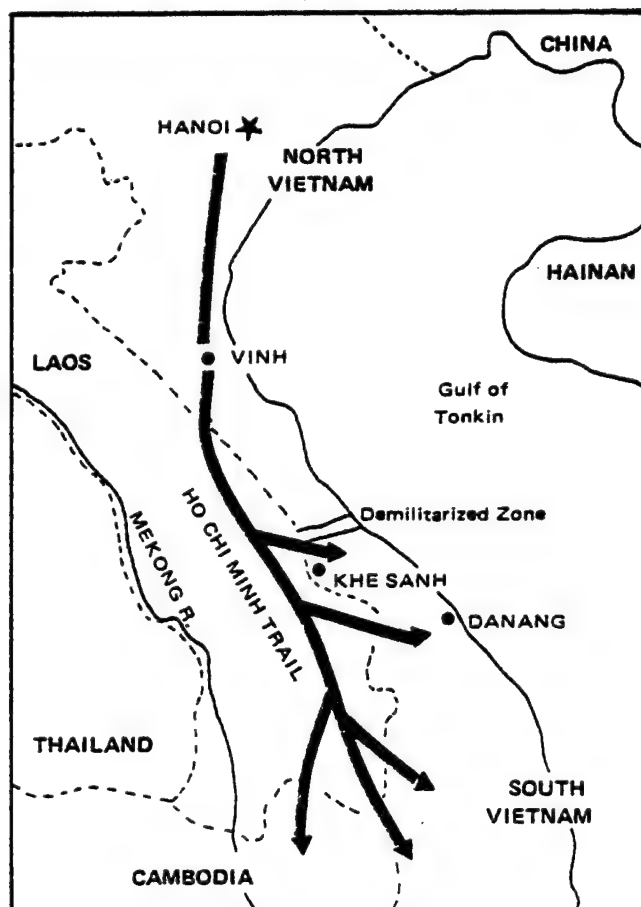 CHINA
HANOI
NORTH
VIETNAM
HAINAN
LAOS
VINH
Gulf of
Tonkin
HO CHI MINH TRAIL
MEKONG R.
Demilitarized Zone
KHE SANH
DANANG
THAILAND
SOUTH
VIETNAM
CAMBODIA